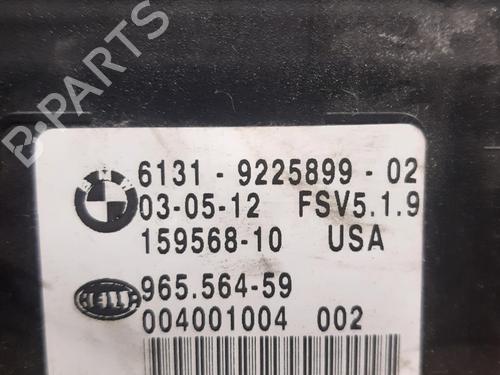 6131 - 9225899 - 02
03-05-12 FSV5.1.9
159568-10 USA
HELLA
965.564-59
004001004 002
B-PARTS